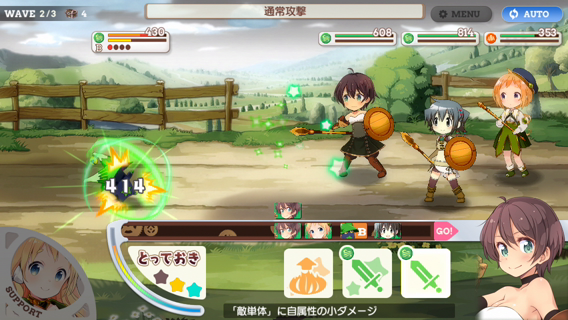 WAVE 2/3 4
通常攻撃
MENU
AUTO
430
608
814
353
B
414
B
GO!
とっておき
SUPPORT
「敵単体」に自属性の小ダメージ